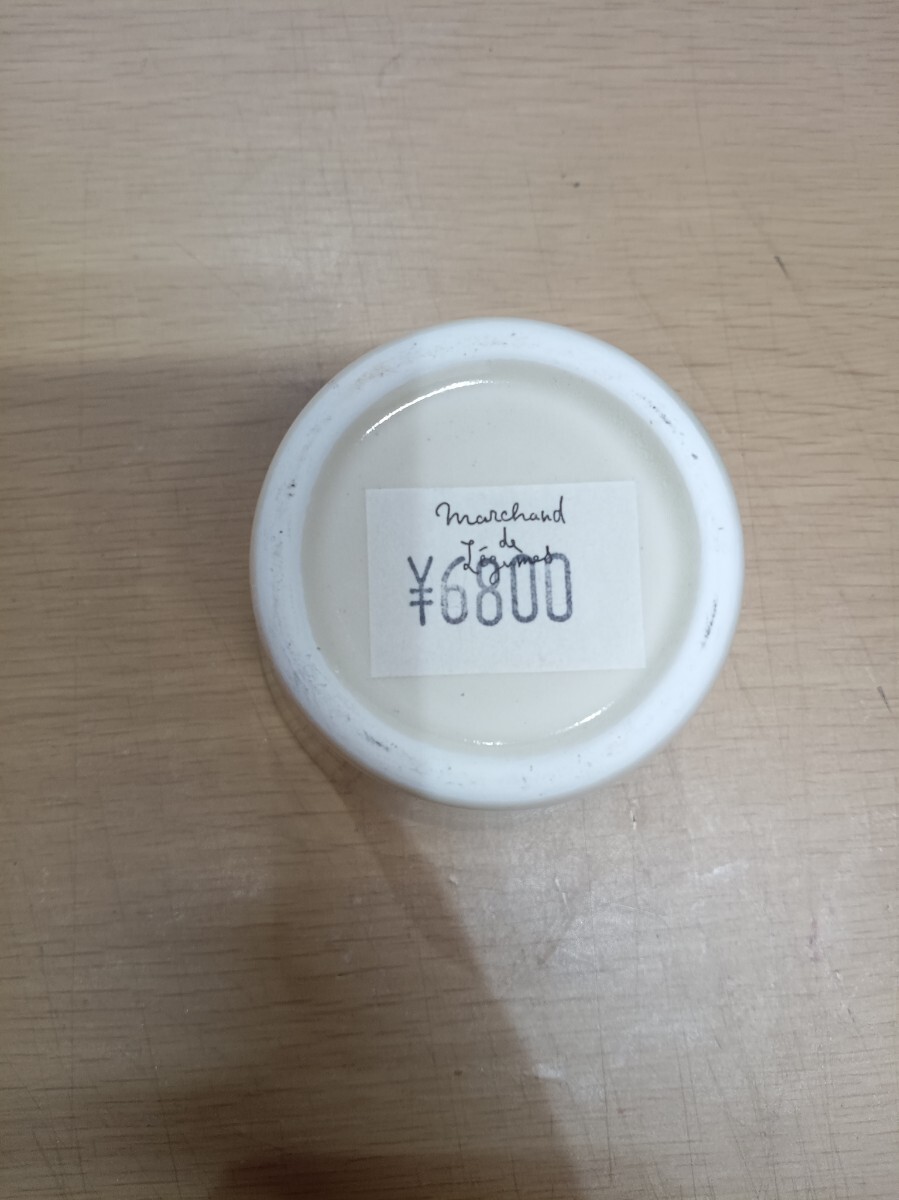 Marchand
de
Légumes
¥6800